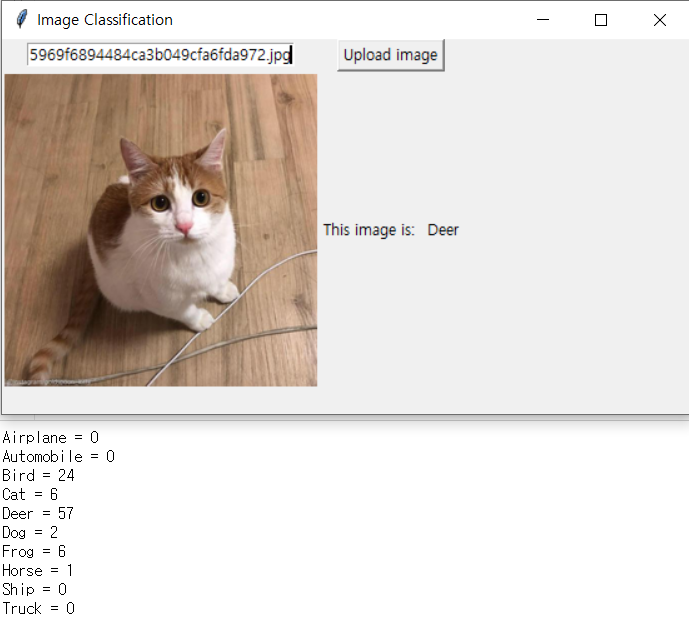 Image Classification
5969f6894484ca3b049cfa6fda972.jpg
Upload image
This image is: Deer
Airplane = 0
Automobile = 0
Bird = 24
Cat = 6
Deer = 57
Dog = 2
Frog = 6
Horse = 1
Ship = 0
Truck = 0